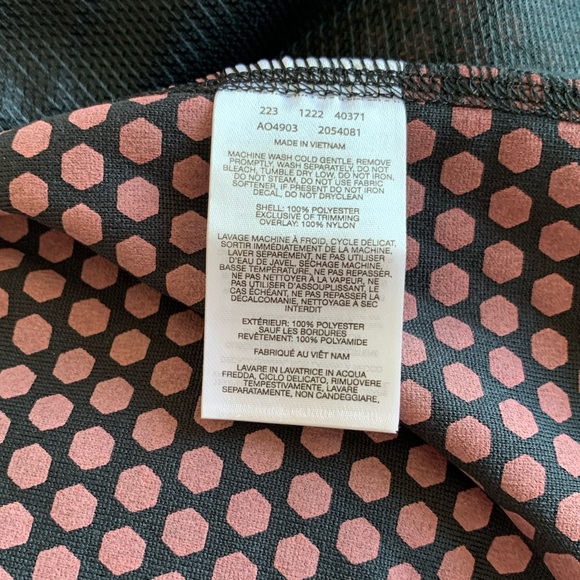 223 1222 40371
AO4903 2054081
MADE IN VIETNAM
MACHINE WASH COLD GENTLE, REMOVE
PROMPTLY, WASH SEPARATELY, DO NOT
BLEACH, TUMBLE DRY LOW, DO NOT IRON,
DO NOT STEAM, DO NOT USE FABRIC
SOFTENER, IF PRESENT DO NOT IRON
DECAL, DO NOT DRYCLEAN
SHELL: 100% POLYESTER
EXCLUSIVE OF TRIMMING
OVERLAY: 100% NYLON
LAVAGE MACHINE À FROID, CYCLE DÉLICAT,
SORTIR IMMÉDIATEMENT DE LA MACHINE,
LAVER SÉPAREMENT, NE PAS UTILISER
D'EAU DE JAVEL, SÉCHAGE MACHINE
BASSE TEMPÉRATURE, NE PAS REPASSER,
NE PAS NETTOYER À LA VAPEUR, NE
PAS UTILISER D'ASSOUPLISSANT, LE
CAS ÉCHÉANT, NE PAS REPASSER LA
DÉCALCOMANIE, NETTOYAGE A SEC
INTERDIT
EXTÉRIEUR: 100% POLYESTER
SAUF LES BORDURES
REVÊTEMENT: 100% POLYAMIDE
FABRIQUÉ AU VIÊT NAM
LAVARE IN LAVATRICE IN ACQUA
FREDDA, CICLO DELICATO, RIMUOVERE
TEMPESTIVAMENTE, LAVARE
SEPARATAMENTE, NON CANDEGGIARE,